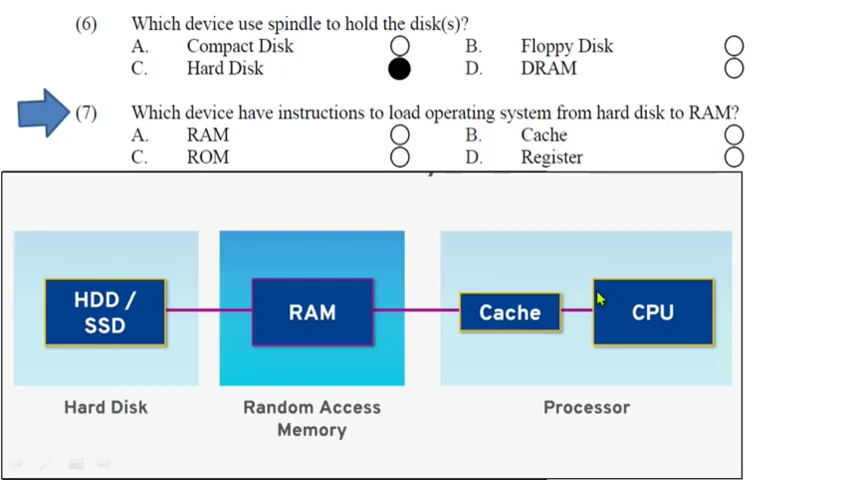 (6) Which device use spindle to hold the disk(s)?
A. Compact Disk B. Floppy Disk
C. Hard Disk D. DRAM
(7) Which device have instructions to load operating system from hard disk to RAM?
A. RAM B. Cache
C. ROM D. Register
HDD /
SSD
RAM
Cache
CPU
Hard Disk
Random Access
Memory
Processor